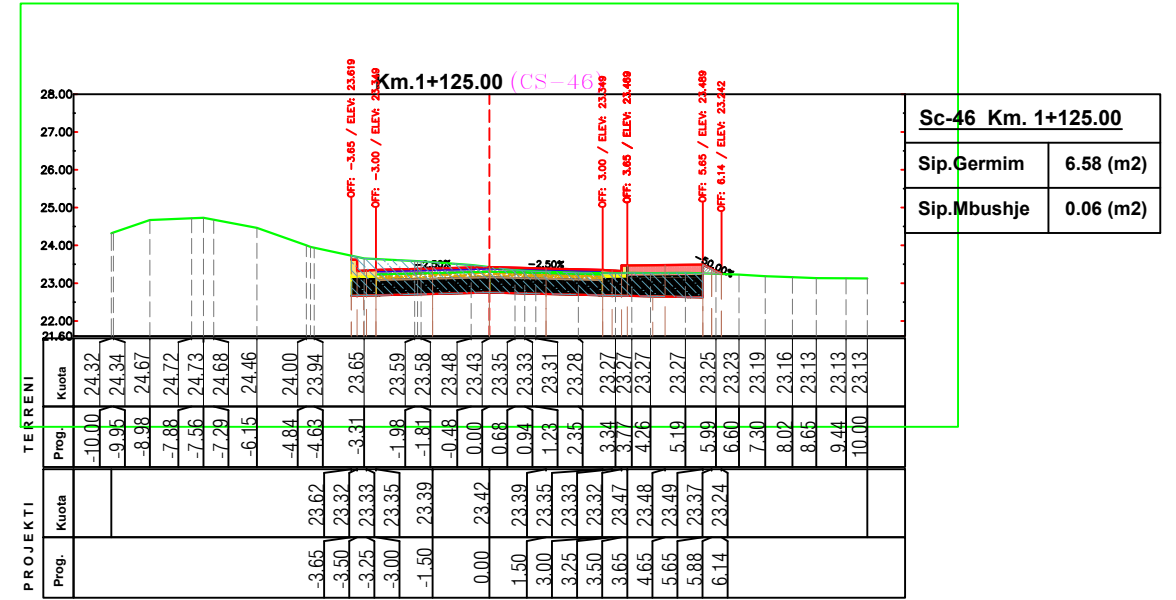 Km.1+125.00 (CS-46)
OFF: -3.65 / ELEV: 23.619
OFF: -3.00 / ELEV: 23.349
OFF: 3.00 / ELEV: 23.349
OFF: 3.65 / ELEV: 23.469
OFF: 5.65 / ELEV: 23.489
OFF: 6.14 / ELEV: 23.242
28.00
27.00
26.00
25.00
24.00
23.00
22.00
21.60
-2.50%
-2.50%
-50.00%
Sc-46 Km. 1+125.00
Sip.Germim 6.58 (m2)
Sip.Mbushje 0.06 (m2)
TERRENI
Kuota 24.32 24.34 24.67 24.72 24.73 24.68 24.46 24.00 23.94 23.65 23.59 23.58 23.48 23.43 23.35 23.33 23.31 23.28 23.27 23.27 23.27 23.27 23.25 23.23 23.19 23.16 23.13 23.13 23.13
Prog. -10.00 -9.95 -8.98 -7.88 -7.56 -7.29 -6.15 -4.84 -4.63 -3.31 -1.98 -1.81 -0.48 0.00 0.68 0.94 1.23 2.35 3.34 3.77 4.26 5.19 5.99 6.60 7.30 8.02 8.65 9.44 10.00
PROJEKTI
Kuota 23.62 23.32 23.33 23.35 23.39 23.42 23.39 23.35 23.33 23.32 23.47 23.48 23.49 23.37 23.24
Prog. -3.65 -3.50 -3.25 -3.00 -1.50 0.00 1.50 3.00 3.25 3.50 3.65 4.65 5.65 5.88 6.14